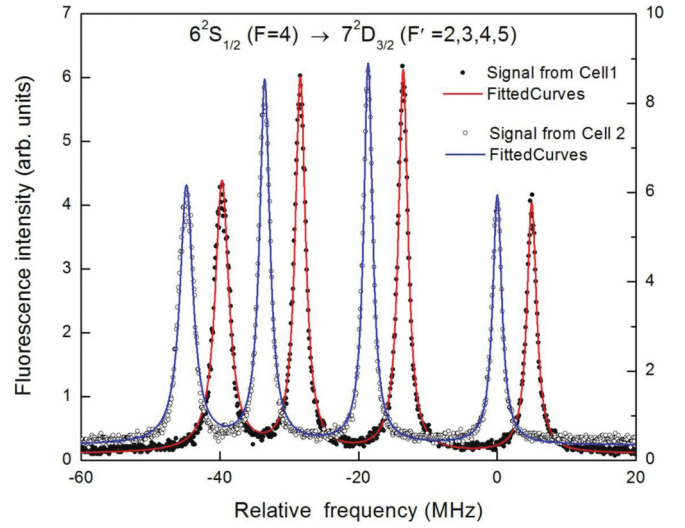 6²S₁/₂ (F=4) → 7²D₃/₂ (F′ =2,3,4,5)
Signal from Cell1
FittedCurves
Signal from Cell 2
FittedCurves
Fluorescence intensity (arb. units)
7
6
5
4
3
2
1
0
10
8
6
4
2
0
-60
-40
-20
0
20
Relative frequency (MHz)